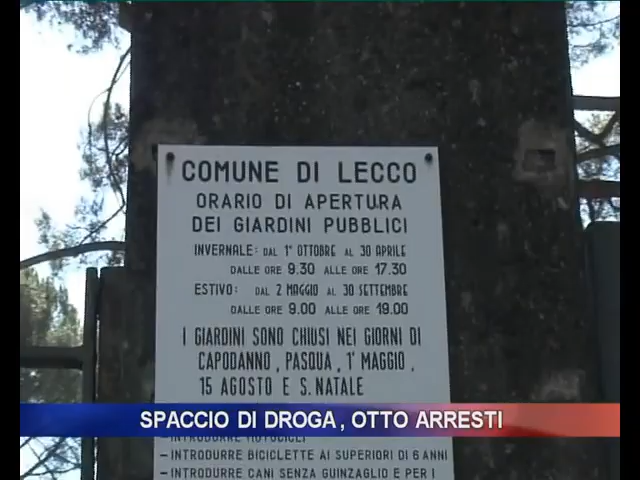 COMUNE DI LECCO
ORARIO DI APERTURA
DEI GIARDINI PUBBLICI
INVERNALE: DAL 1° OTTOBRE AL 30 APRILE
DALLE ORE 9.30 ALLE ORE 17.30
ESTIVO: DAL 2 MAGGIO AL 30 SETTEMBRE
DALLE ORE 9.00 ALLE ORE 19.00
I GIARDINI SONO CHIUSI NEI GIORNI DI
CAPODANNO, PASQUA, 1° MAGGIO,
15 AGOSTO E S. NATALE
SPACCIO DI DROGA, OTTO ARRESTI
-INTRODURRE MOTOCICLI
-INTRODURRE BICICLETTE AI SUPERIORI DI 6 ANNI
-INTRODURRE CANI SENZA GUINZAGLIO E PER I